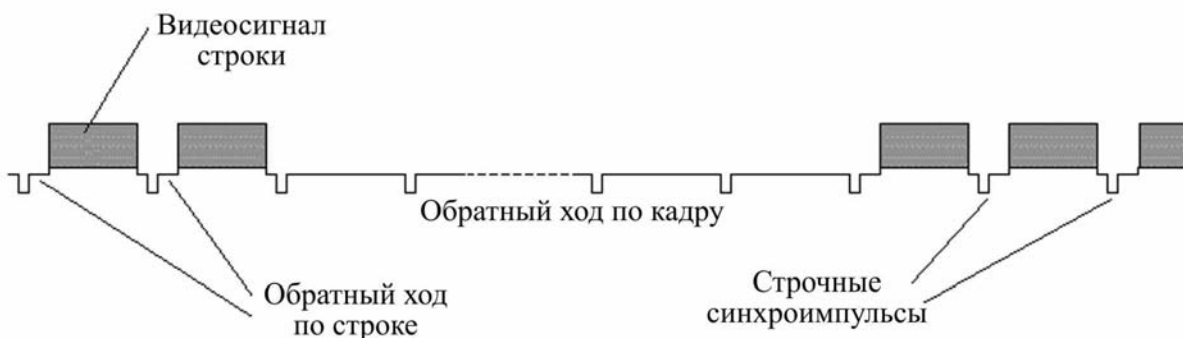 Видеосигнал
строки
Обратный ход по кадру
Обратный ход
по строке
Строчные
синхроимпульсы